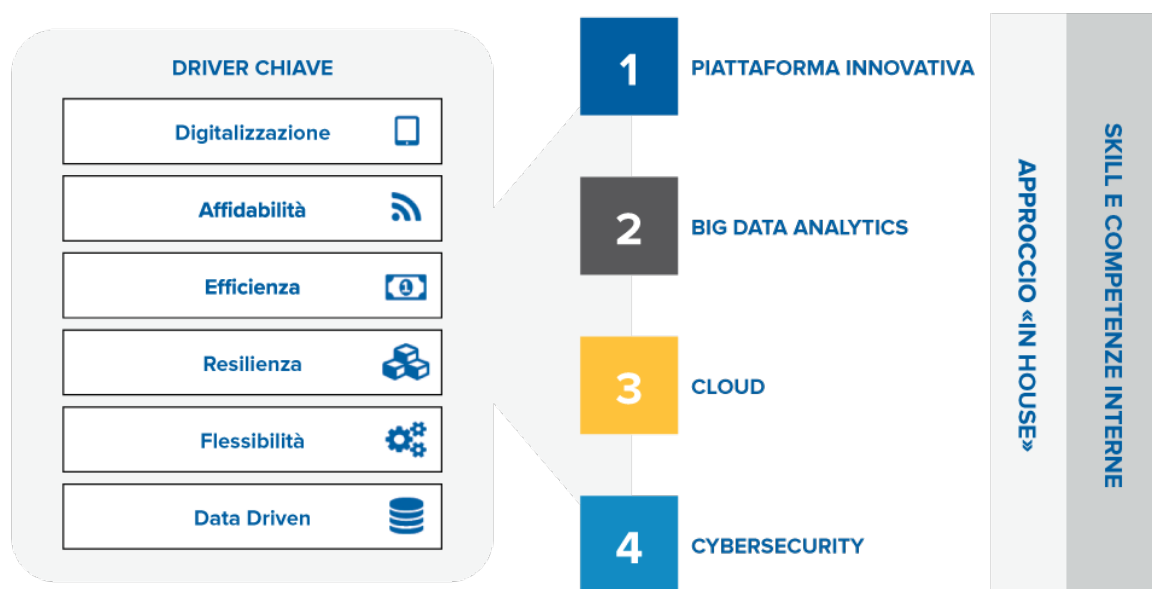 DRIVER CHIAVE
Digitalizzazione
Affidabilità
Efficienza
1
Resilienza
Flessibilità
Data Driven
1
PIATTAFORMA INNOVATIVA
2
BIG DATA ANALYTICS
3
CLOUD
4
CYBERSECURITY
APPROCCIO «IN HOUSE»
SKILL E COMPETENZE INTERNE